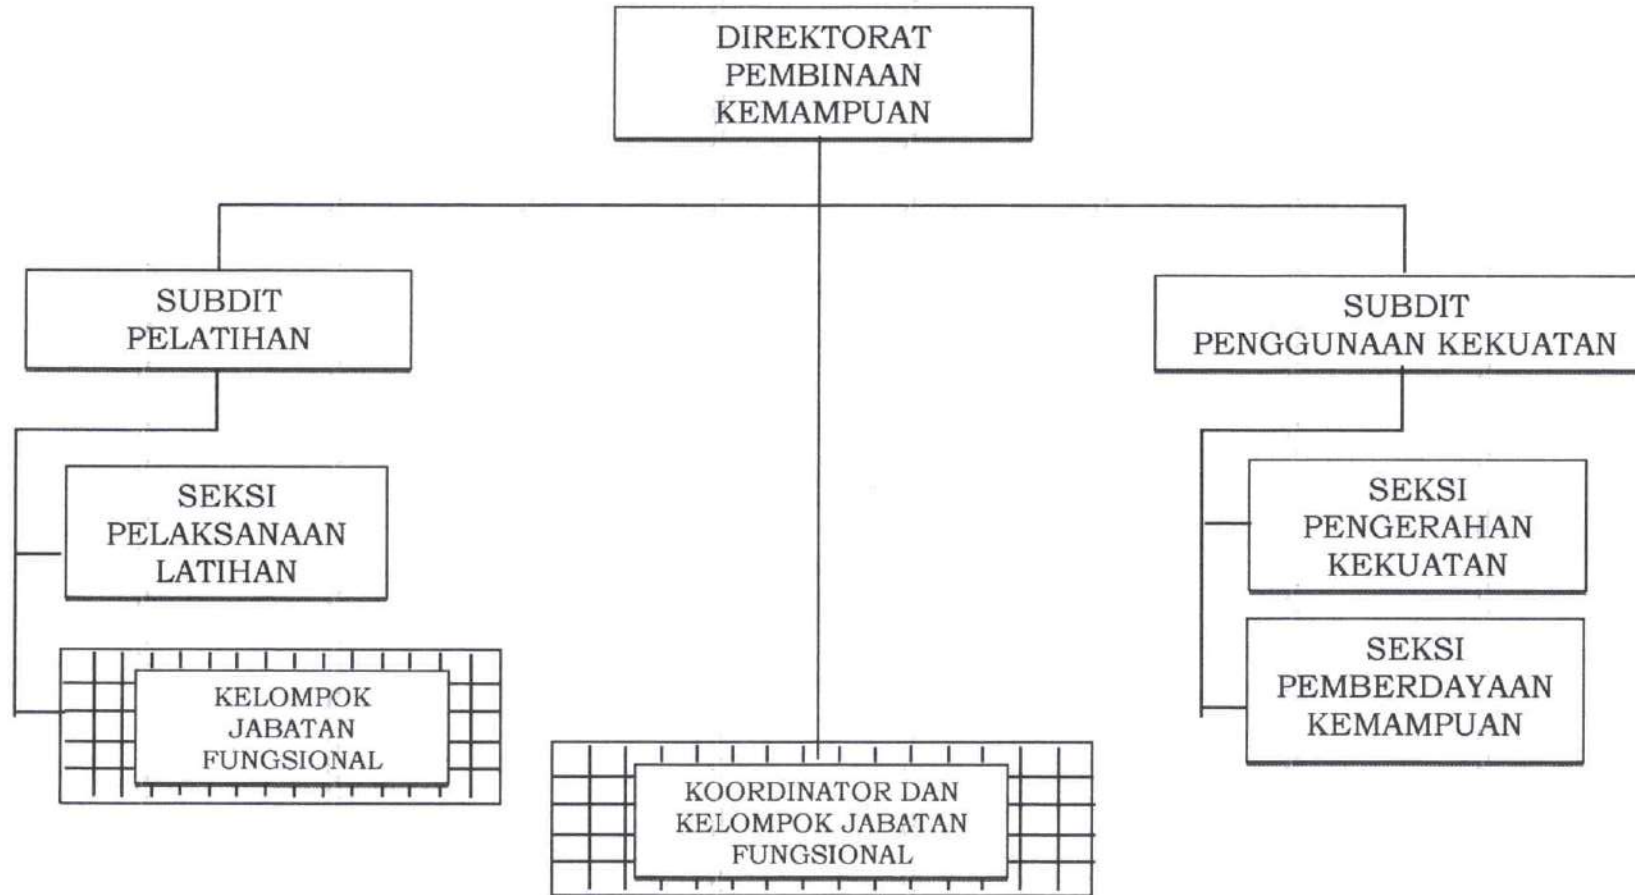 DIREKTORAT
PEMBINAAN
KEMAMPUAN
SUBDIT
PELATIHAN
SUBDIT
PENGGUNAAN KEKUATAN
SEKSI
PELAKSANAAN
LATIHAN
SEKSI
PENGERAHAN
KEKUATAN
KELOMPOK
JABATAN
FUNGSIONAL
SEKSI
PEMBERDAYAAN
KEMAMPUAN
KOORDINATOR DAN
KELOMPOK JABATAN
FUNGSIONAL